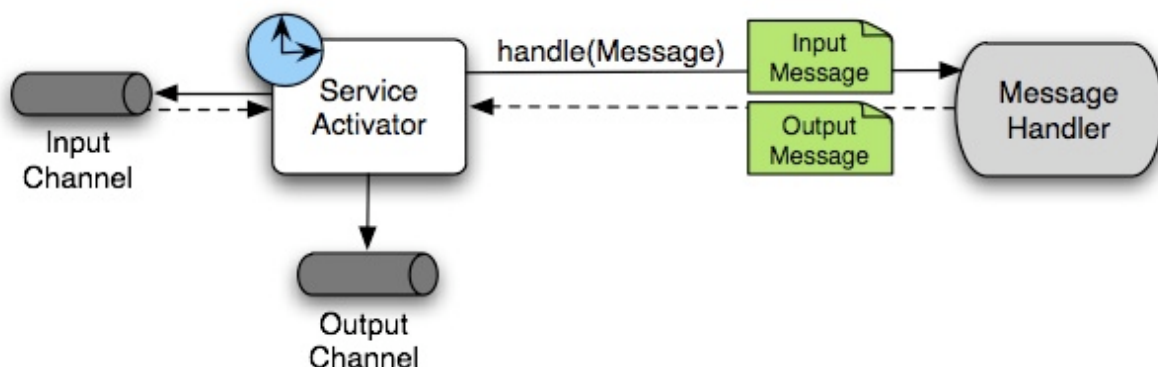 Input
Channel
Service
Activator
Output
Channel
handle(Message)
Input
Message
Output
Message
Message
Handler